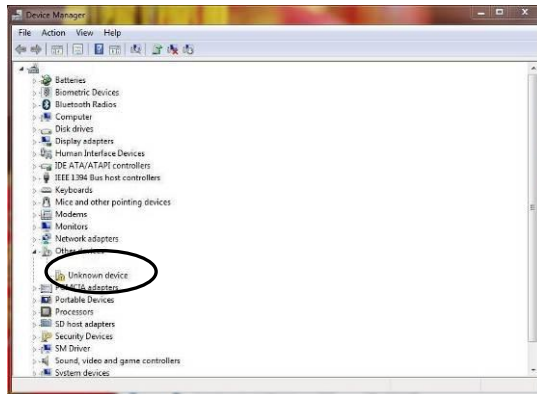 Device Manager
File Action View Help
Batteries
Biometric Devices
Bluetooth Radios
Computer
Disk drives
Display adapters
Human Interface Devices
IDE ATA/ATAPI controllers
IEEE 1394 Bus host controllers
Keyboards
Mice and other pointing devices
Modems
Monitors
Network adapters
Other devices
Unknown device
PCMCIA adapters
Portable Devices
Processors
SD host adapters
Security Devices
SM Driver
Sound, video and game controllers
System devices